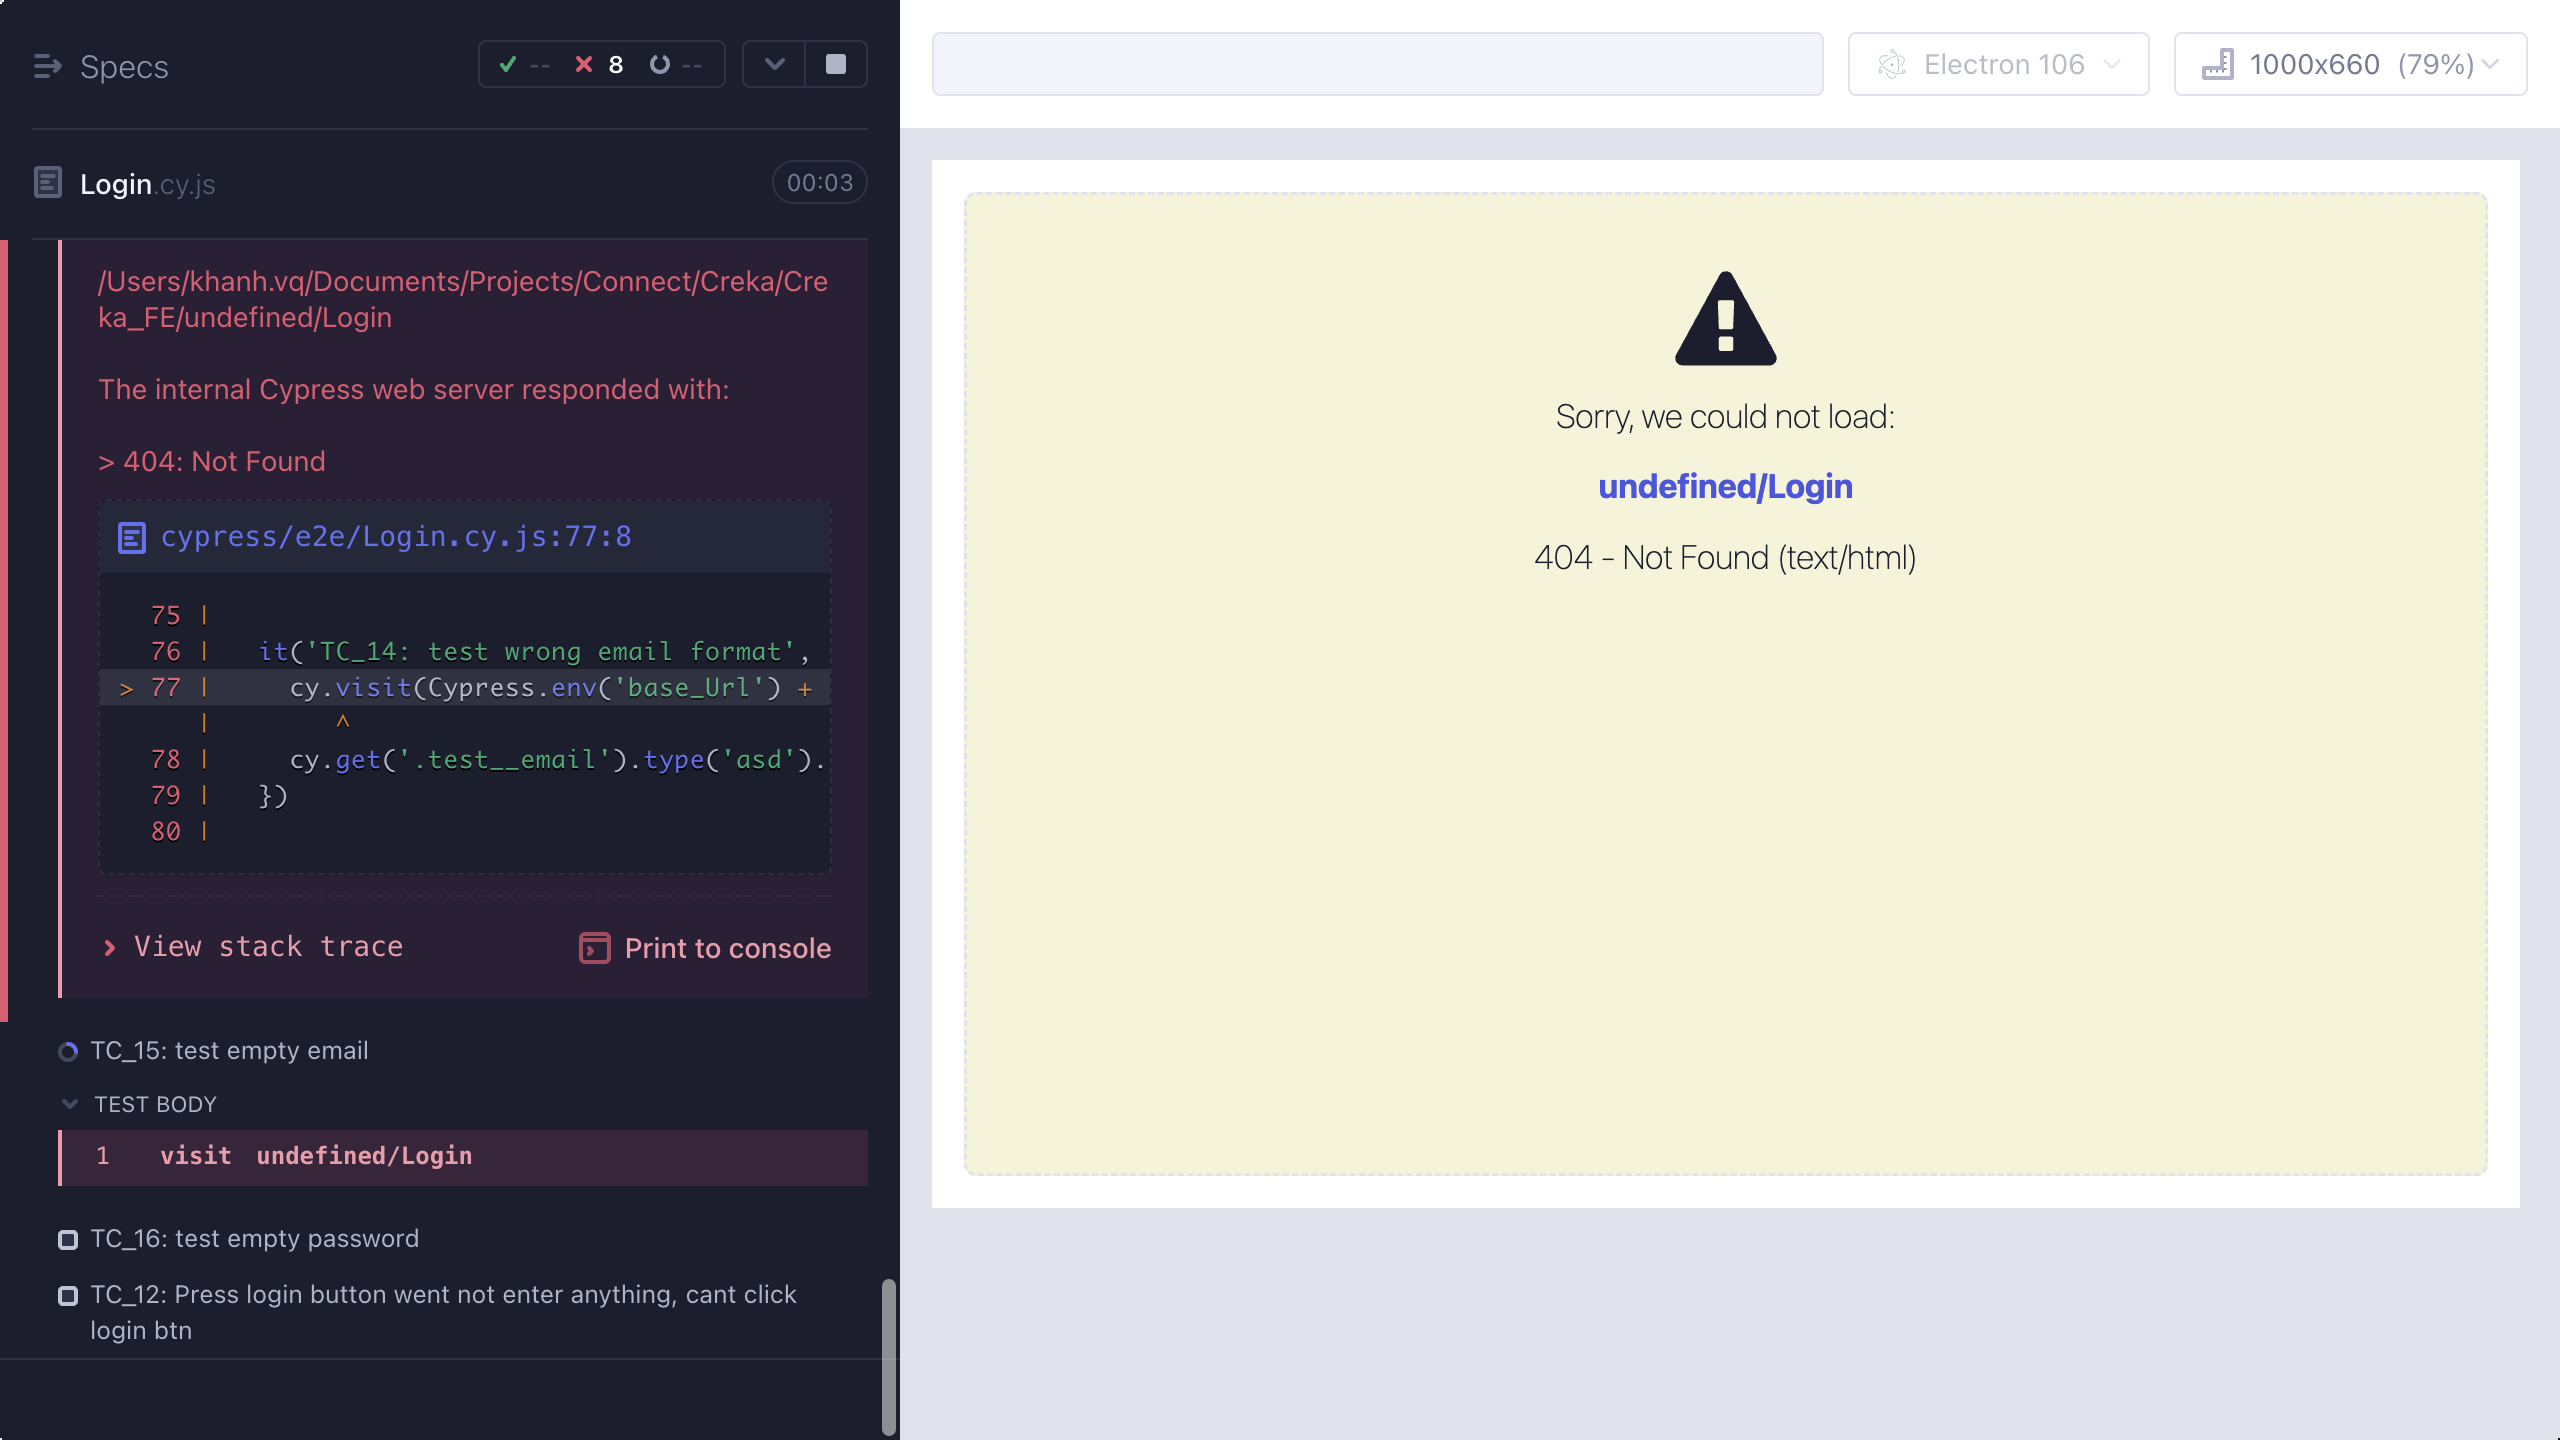 Specs
-- 8 --
Login.cy.js 00:03
/Users/khanh.vq/Documents/Projects/Connect/Creka/Cre
ka_FE/undefined/Login
The internal Cypress web server responded with:
> 404: Not Found
cypress/e2e/Login.cy.js:77:8
75 |
76 | it('TC_14: test wrong email format',
> 77 | cy.visit(Cypress.env('base_Url') +
| ^
78 | cy.get('.test__email').type('asd').
79 | })
80 |
View stack trace
Print to console
TC_15: test empty email
TEST BODY
1 visit undefined/Login
TC_16: test empty password
TC_12: Press login button went not enter anything, cant click
login btn
Electron 106
1000x660 (79%)
Sorry, we could not load:
undefined/Login
404 - Not Found (text/html)